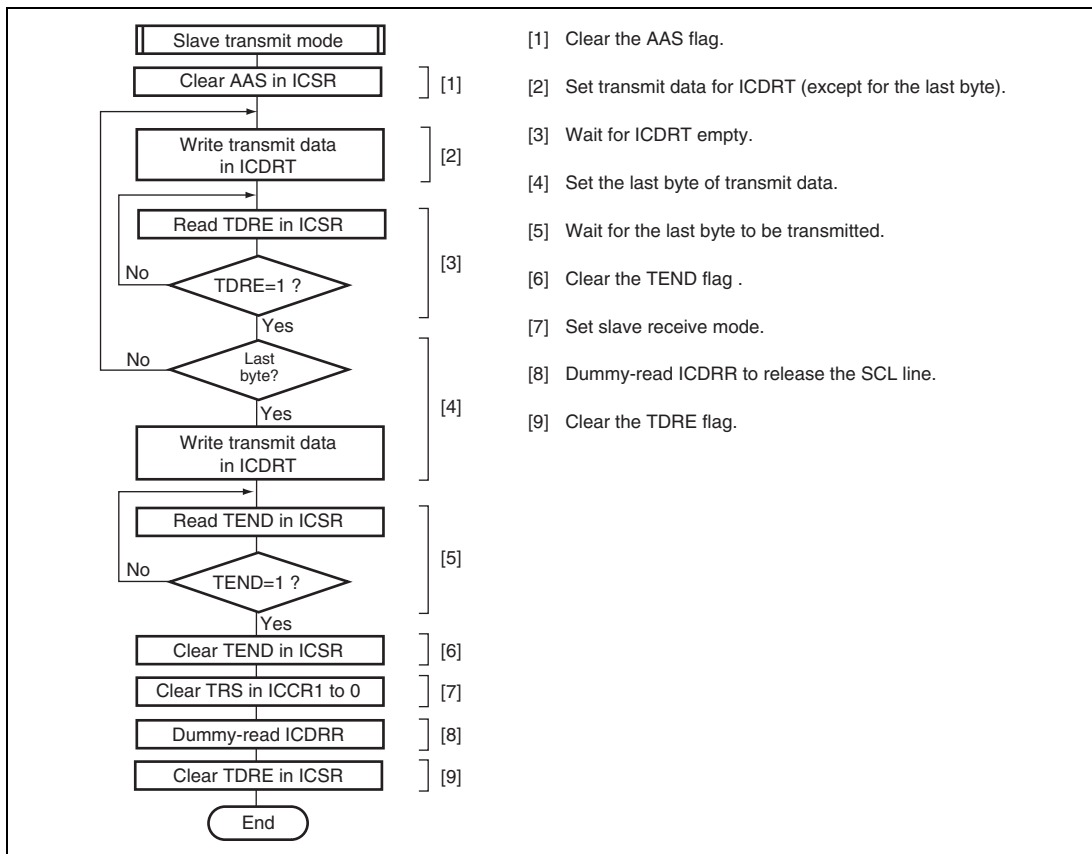 Slave transmit mode
Clear AAS in ICSR
[1]
Write transmit data
in ICDRT
[2]
Read TDRE in ICSR
No
TDRE=1 ?
[3]
Yes
No
Last
byte?
Yes
[4]
Write transmit data
in ICDRT
Read TEND in ICSR
No
TEND=1 ?
[5]
Yes
Clear TEND in ICSR
[6]
Clear TRS in ICCR1 to 0
[7]
Dummy-read ICDRR
[8]
Clear TDRE in ICSR
[9]
End
[1] Clear the AAS flag.
[2] Set transmit data for ICDRT (except for the last byte).
[3] Wait for ICDRT empty.
[4] Set the last byte of transmit data.
[5] Wait for the last byte to be transmitted.
[6] Clear the TEND flag .
[7] Set slave receive mode.
[8] Dummy-read ICDRR to release the SCL line.
[9] Clear the TDRE flag.